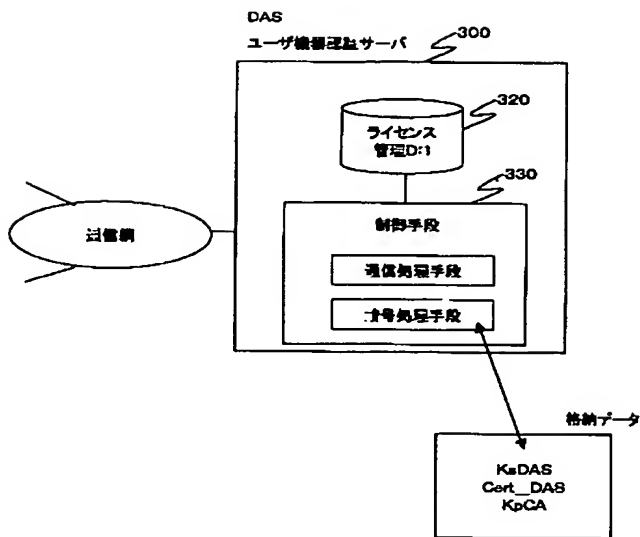 DAS
ユーザ機器認証サーバ
300
320
ライセンス
管理D:1
330
制御手段
通信網
通信処理手段
暗号処理手段
格納データ
KsDAS
Cert__DAS
KpCA